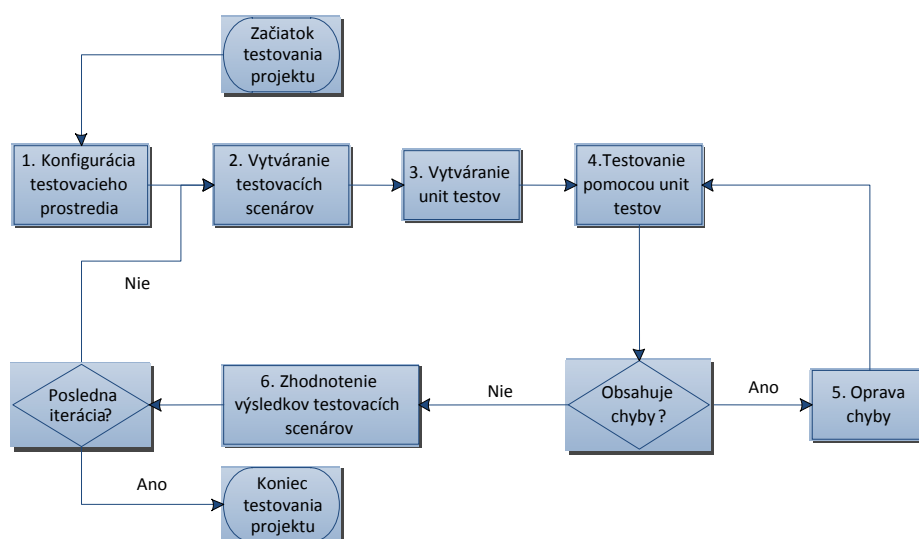 Začiatok
testovania
projektu
1. Konfigurácia
testovacieho
prostredia
2. Vytváranie
testovacích
scenárov
3. Vytváranie
unit testov
4.Testovanie
pomocou unit
testov
Nie
Posledna
iterácia?
6. Zhodnotenie
výsledkov testovacích
scenárov
Nie
Obsahuje
chyby ?
Ano
5. Oprava
chyby
Ano
Koniec
testovania
projektu